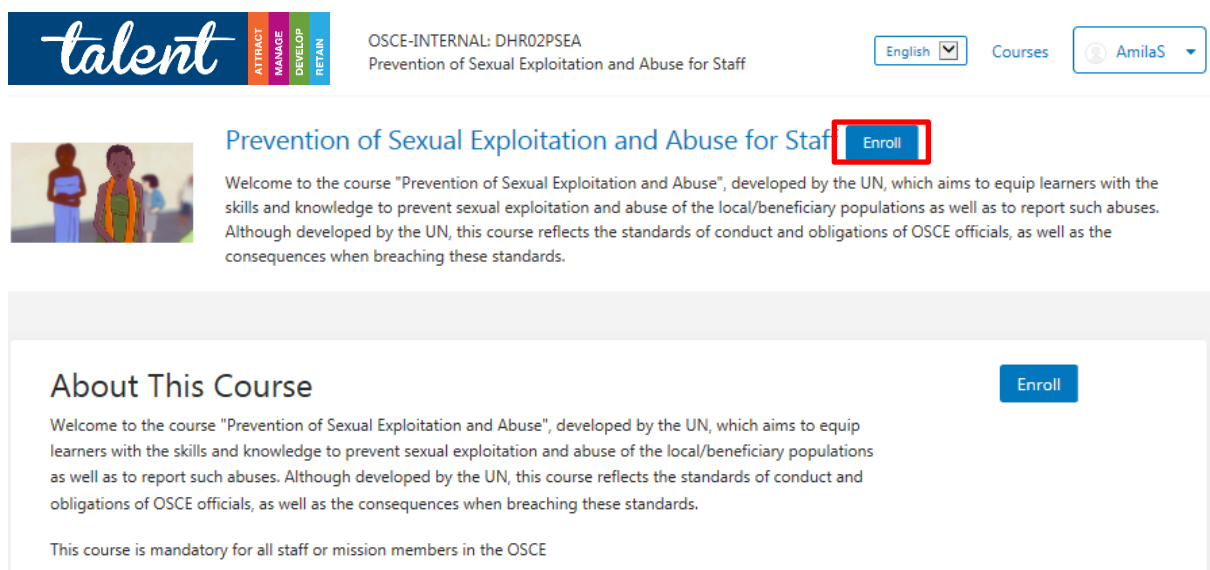 talent
ATTRACT
MANAGE
DEVELOP
RETAIN
OSCE-INTERNAL: DHR02PSEA
Prevention of Sexual Exploitation and Abuse for Staff
English
Courses
AmilaS
Prevention of Sexual Exploitation and Abuse for Staff
Enroll
Welcome to the course "Prevention of Sexual Exploitation and Abuse", developed by the UN, which aims to equip learners with the
skills and knowledge to prevent sexual exploitation and abuse of the local/beneficiary populations as well as to report such abuses.
Although developed by the UN, this course reflects the standards of conduct and obligations of OSCE officials, as well as the
consequences when breaching these standards.
About This Course
Enroll
Welcome to the course "Prevention of Sexual Exploitation and Abuse", developed by the UN, which aims to equip
learners with the skills and knowledge to prevent sexual exploitation and abuse of the local/beneficiary populations
as well as to report such abuses. Although developed by the UN, this course reflects the standards of conduct and
obligations of OSCE officials, as well as the consequences when breaching these standards.
This course is mandatory for all staff or mission members in the OSCE